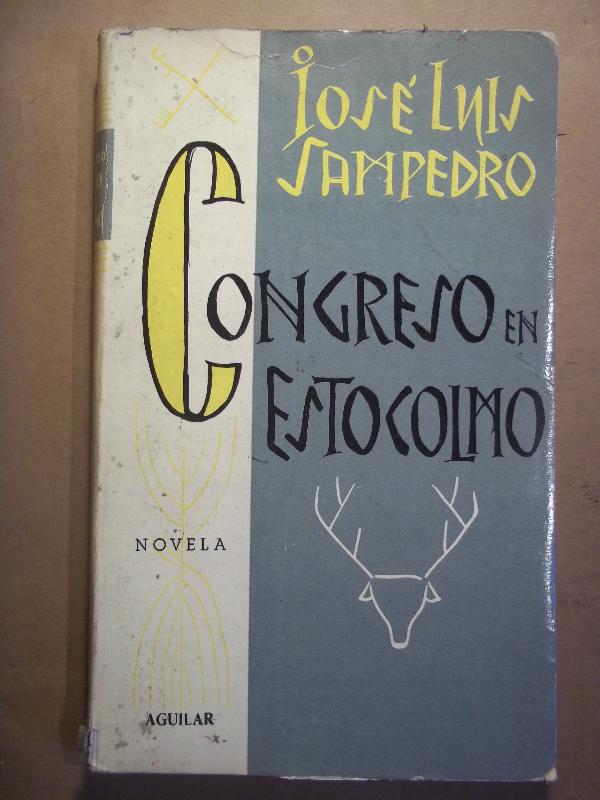 José Luis
Sampedro
Congreso en
Estocolmo
NOVELA
AGUILAR